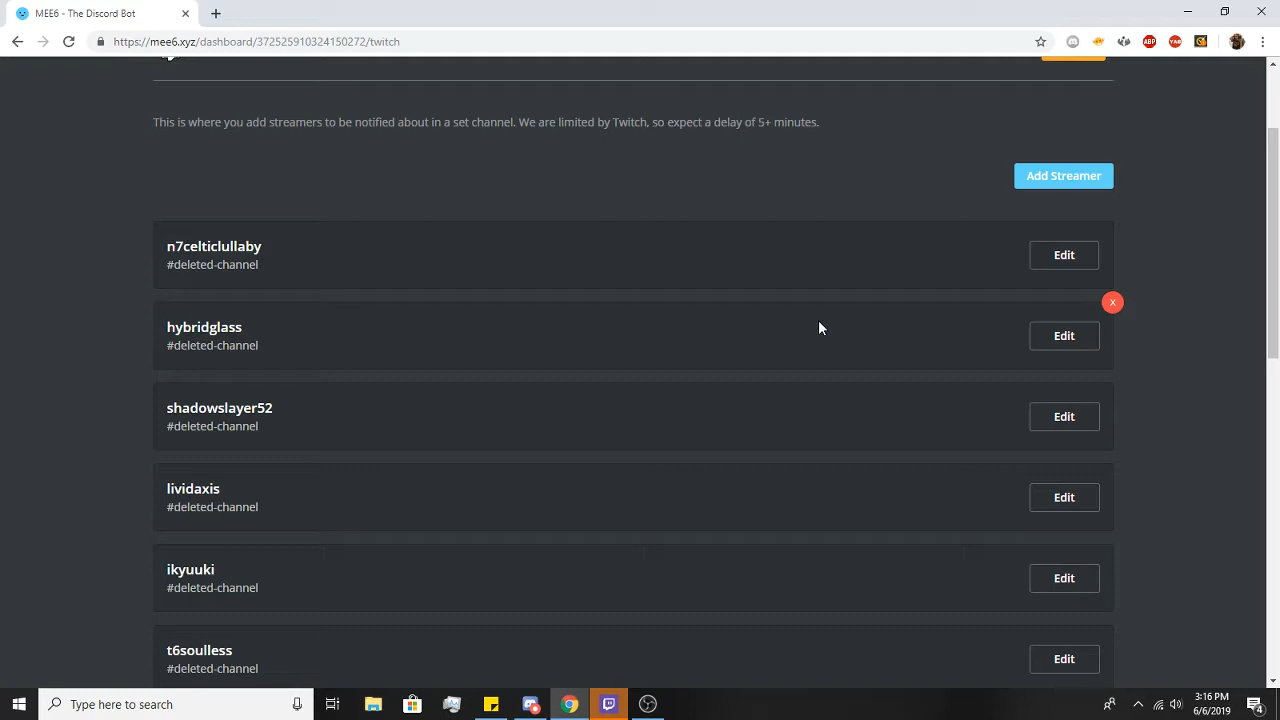 MEE6 - The Discord Bot
https://mee6.xyz/dashboard/372525910324150272/twitch
ABP
YAB
This is where you add streamers to be notified about in a set channel. We are limited by Twitch, so expect a delay of 5+ minutes.
Add Streamer
n7celticlullaby
#deleted-channel
Edit
X
hybridglass
#deleted-channel
Edit
shadowslayer52
#deleted-channel
Edit
lividaxis
#deleted-channel
Edit
ikyuuki
#deleted-channel
Edit
t6soulless
#deleted-channel
Edit
Type here to search
3:16 PM
6/6/2019
4